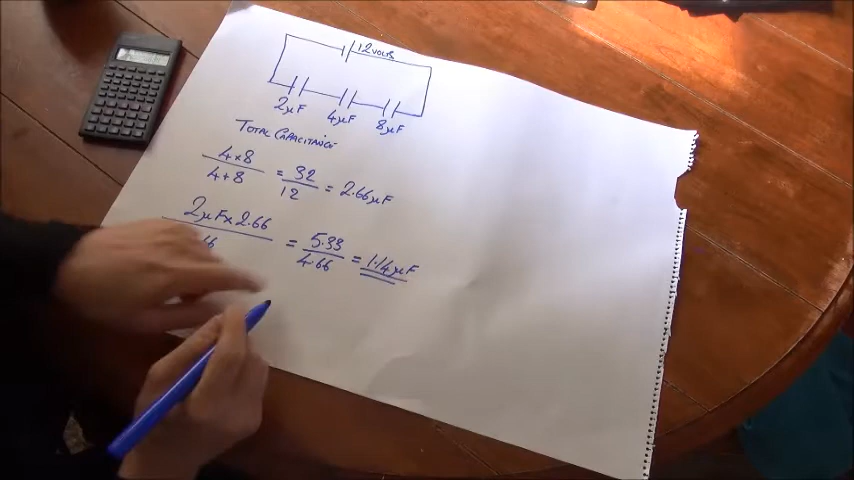 12 VOLTS
2μF 4μF 8μF
TOTAL CAPACITANCE
4×8 / 4+8 = 32 / 12 = 2.66μF
2μF×2.66 / 6 = 5.33 / 4.66 = 1.14μF